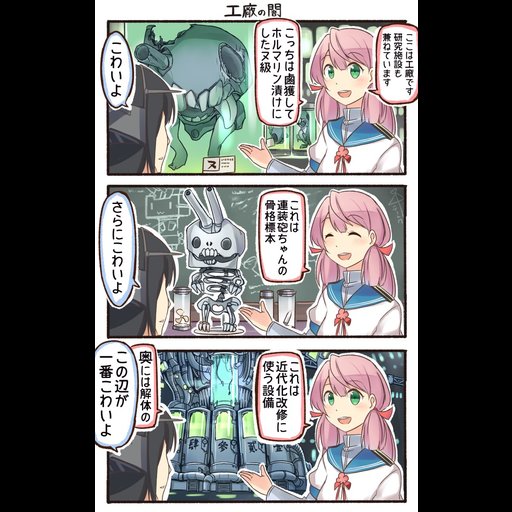 工廠の闇
ここは工廠です
研究施設も
兼ねています
こっちは鹵獲して
ホルマリン漬けに
したヌ級
こわいよ
ヌ
これは
連装砲ちゃんの
骨格標本
さらにこわいよ
これは
近代化改修に
使う設備
奥には解体の
この辺が
一番こわいよ
肆
参